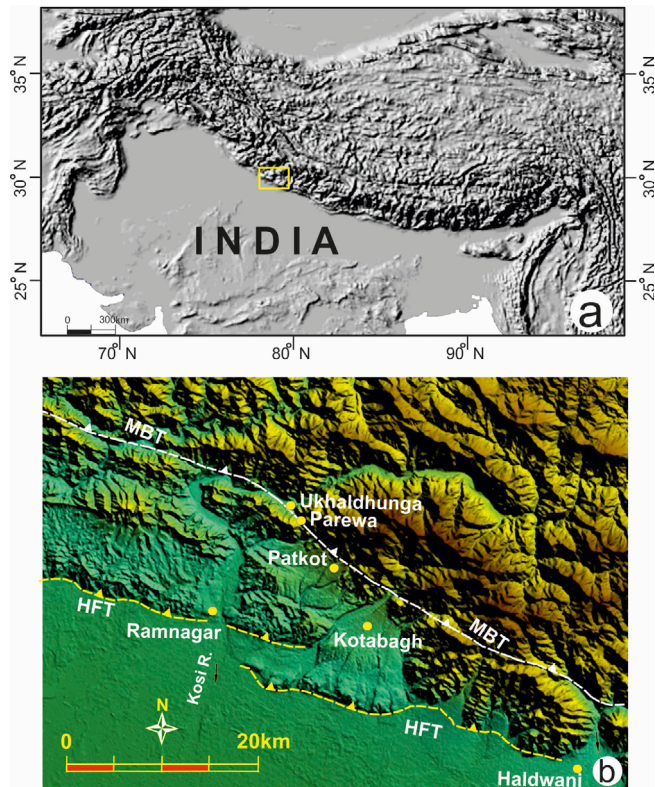 35° N
35° N
30° N
30° N
INDIA
25° N
25° N
0 300km
a
70° N
80° N
90° N
MBT
Ukhaldhunga
Parewa
Patkot
HFT
Ramnagar
Kotabagh
MBT
Kosi R.
N
0 20km
HFT
Haldwani
b